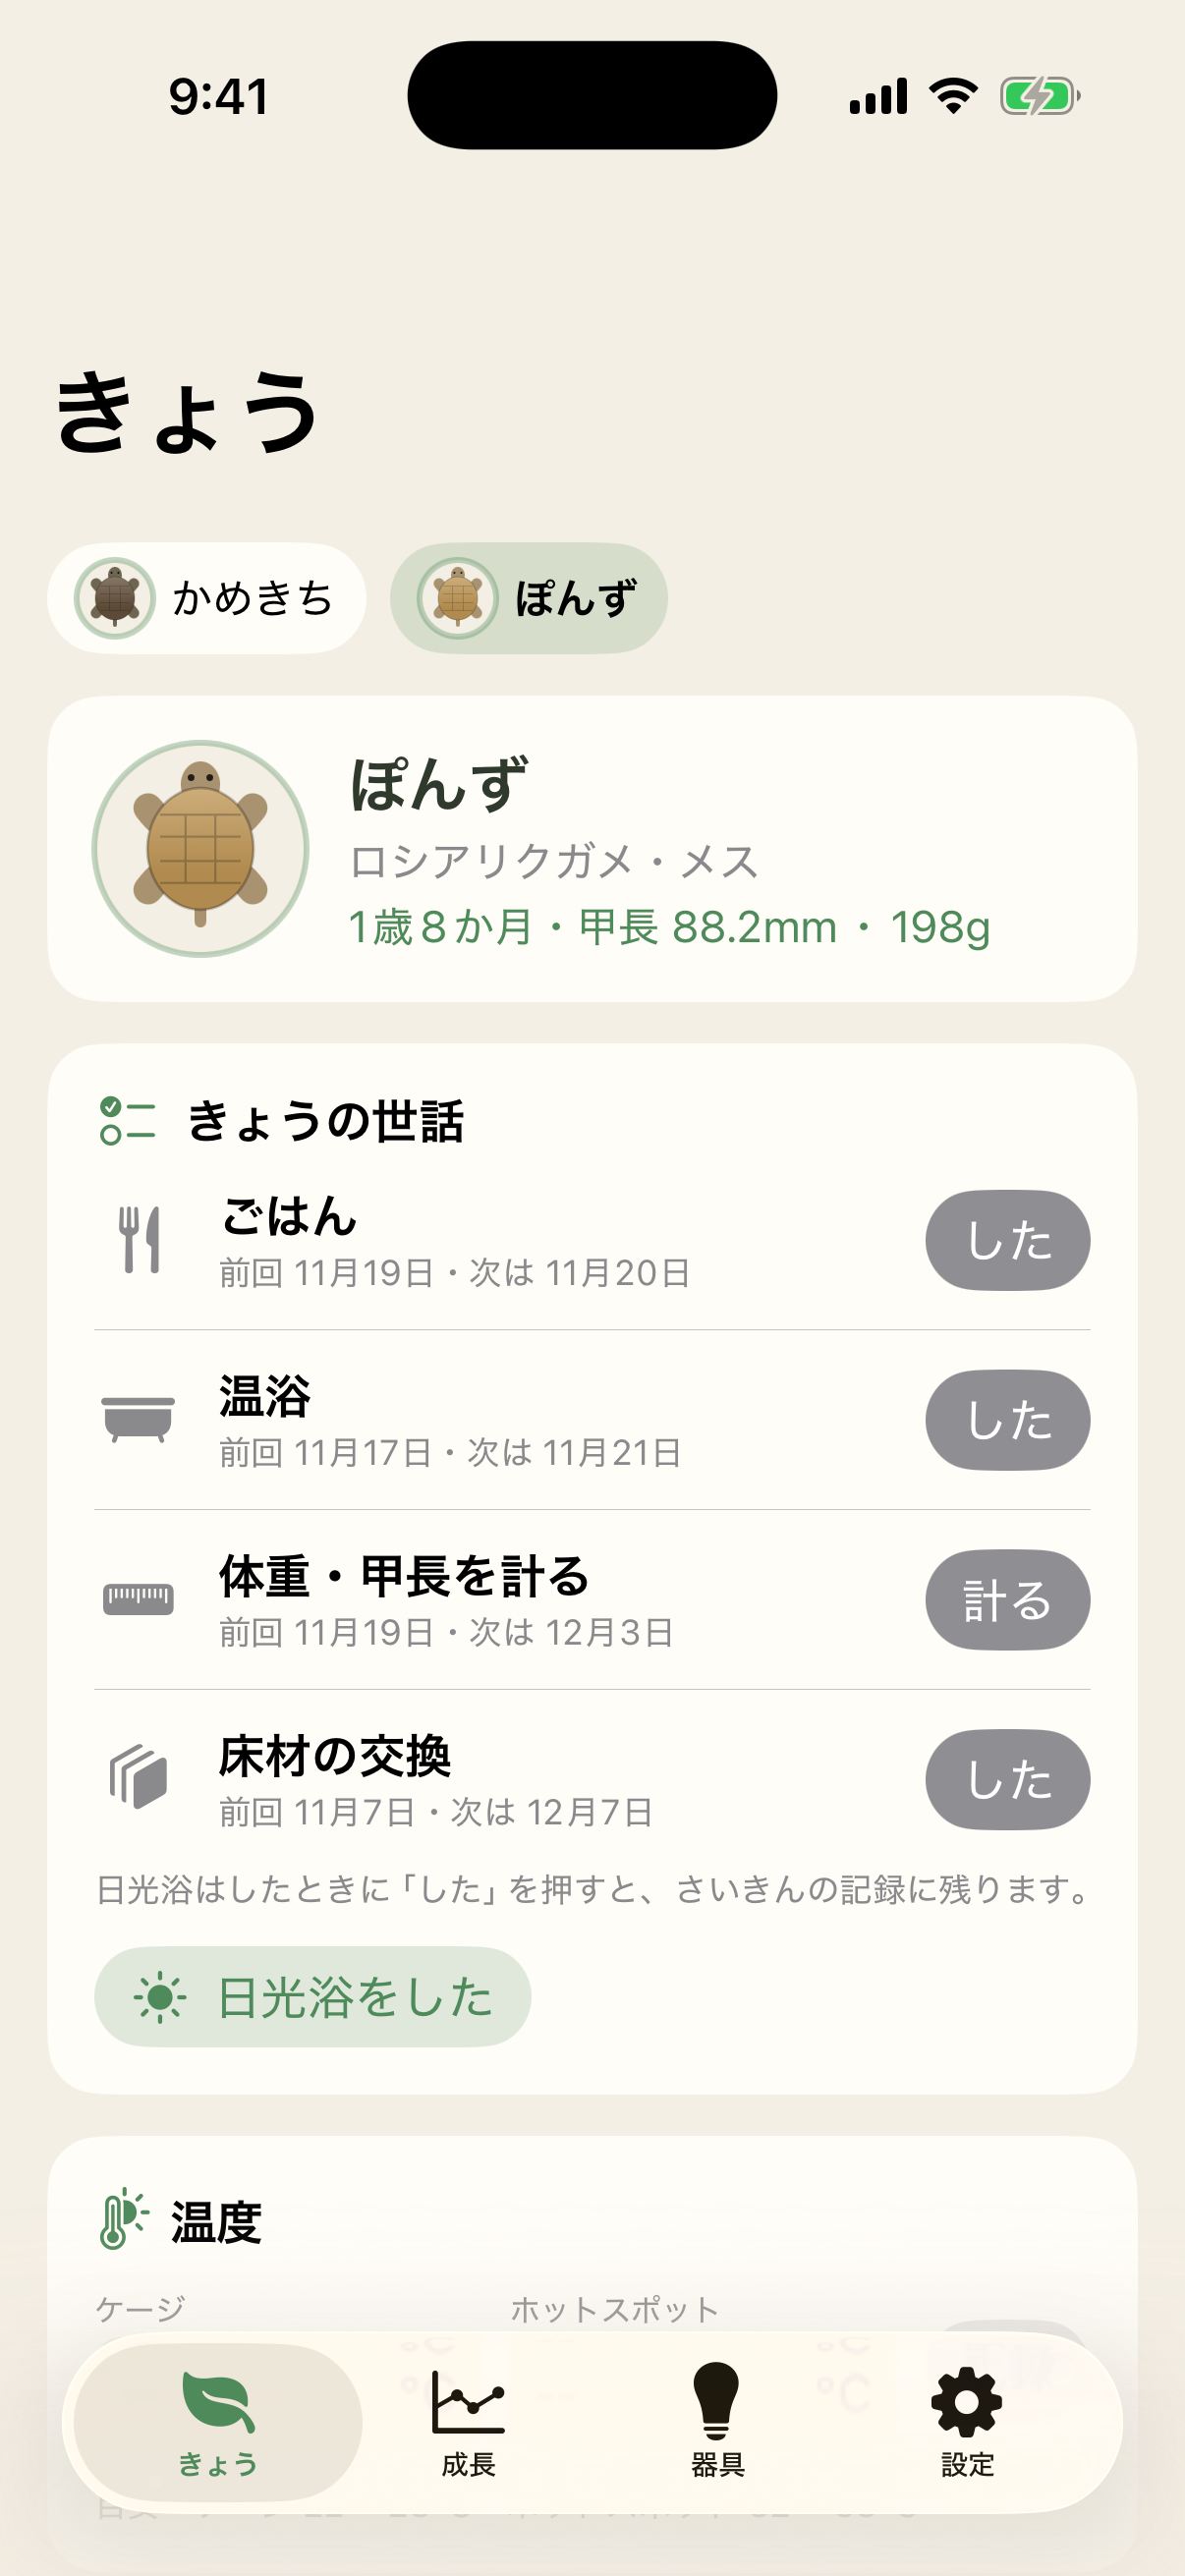 9:41
きょう
かめきち
ぽんず
ぽんず
ロシアリクガメ・メス
1歳8か月・甲長 88.2mm ・ 198g
きょうの世話
ごはん
前回 11月19日・次は 11月20日
した
温浴
前回 11月17日・次は 11月21日
した
体重・甲長を計る
前回 11月19日・次は 12月3日
計る
床材の交換
前回 11月7日・次は 12月7日
した
日光浴はしたときに「した」を押すと、さいきんの記録に残ります。
日光浴をした
温度
ケージ
ホットスポット
℃
℃
きょう
成長
器具
設定